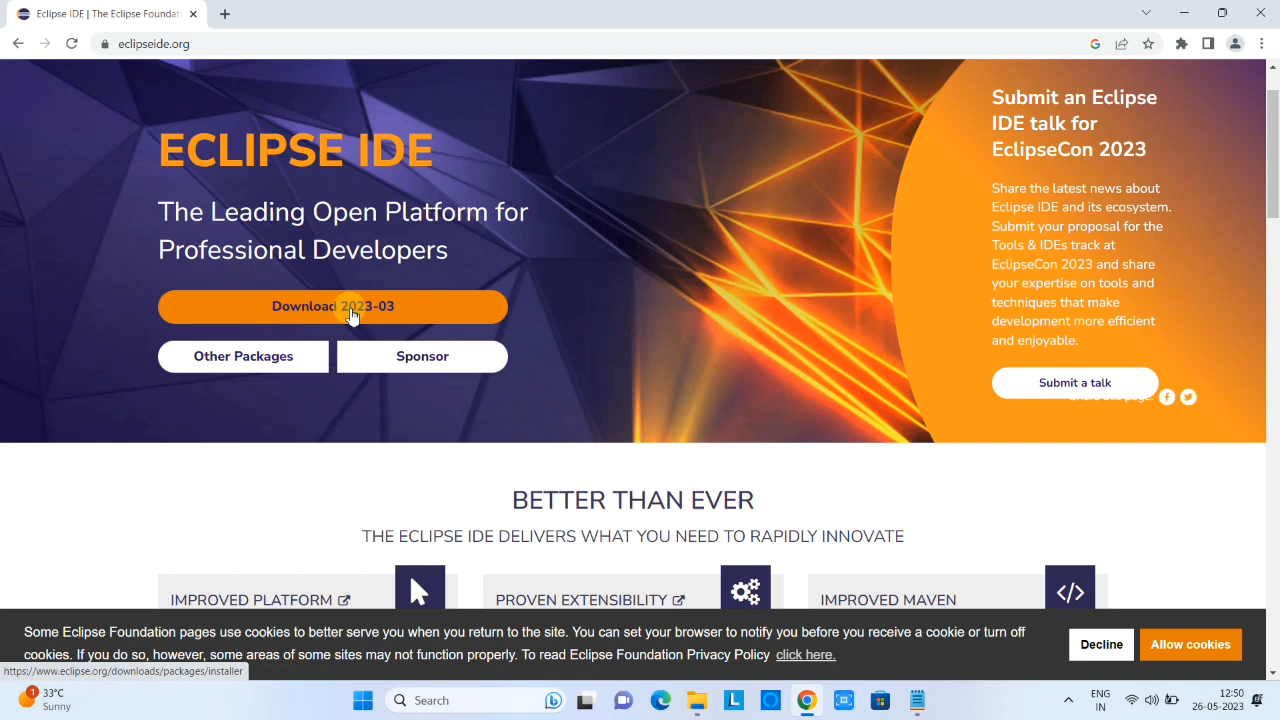 Eclipse IDE | The Eclipse Foundat
eclipseide.org
ECLIPSE IDE
The Leading Open Platform for
Professional Developers
Download 2023-03
Other Packages
Sponsor
Submit an Eclipse
IDE talk for
EclipseCon 2023
Share the latest news about
Eclipse IDE and its ecosystem.
Submit your proposal for the
Tools & IDEs track at
EclipseCon 2023 and share
your expertise on tools and
techniques that make
development more efficient
and enjoyable.
Submit a talk
Share this page:
BETTER THAN EVER
THE ECLIPSE IDE DELIVERS WHAT YOU NEED TO RAPIDLY INNOVATE
IMPROVED PLATFORM
PROVEN EXTENSIBILITY
IMPROVED MAVEN
Some Eclipse Foundation pages use cookies to better serve you when you return to the site. You can set your browser to notify you before you receive a cookie or turn off
cookies. If you do so, however, some areas of some sites may not function properly. To read Eclipse Foundation Privacy Policy click here.
Decline
Allow cookies
https://www.eclipse.org/downloads/packages/installer
1
33°C
Sunny
Search
ENG
IN
12:50
26-05-2023